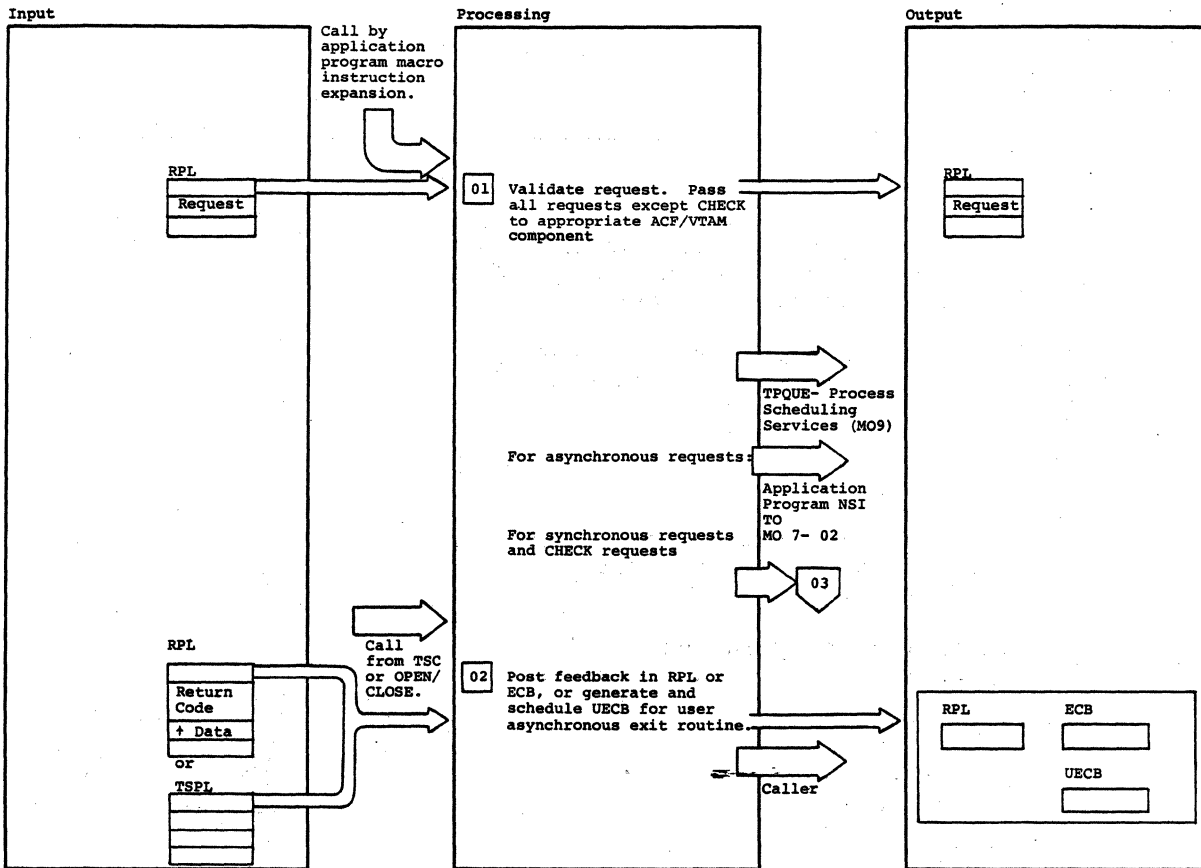 Input
Processing
Output
Call by
application
program macro
instruction
expansion.
RPL
Request
01
Validate request. Pass
all requests except CHECK
to appropriate ACF/VTAM
component
RPL
Request
TPQUE- Process
Scheduling
Services (MO9)
For asynchronous requests:
Application
Program NSI
TO
MO 7- 02
For synchronous requests
and CHECK requests
03
Call
from TSC
or OPEN/
CLOSE.
RPL
Return
Code
↑ Data
or
TSPL
02
Post feedback in RPL or
ECB, or generate and
schedule UECB for user
asynchronous exit routine.
Caller
RPL
ECB
UECB